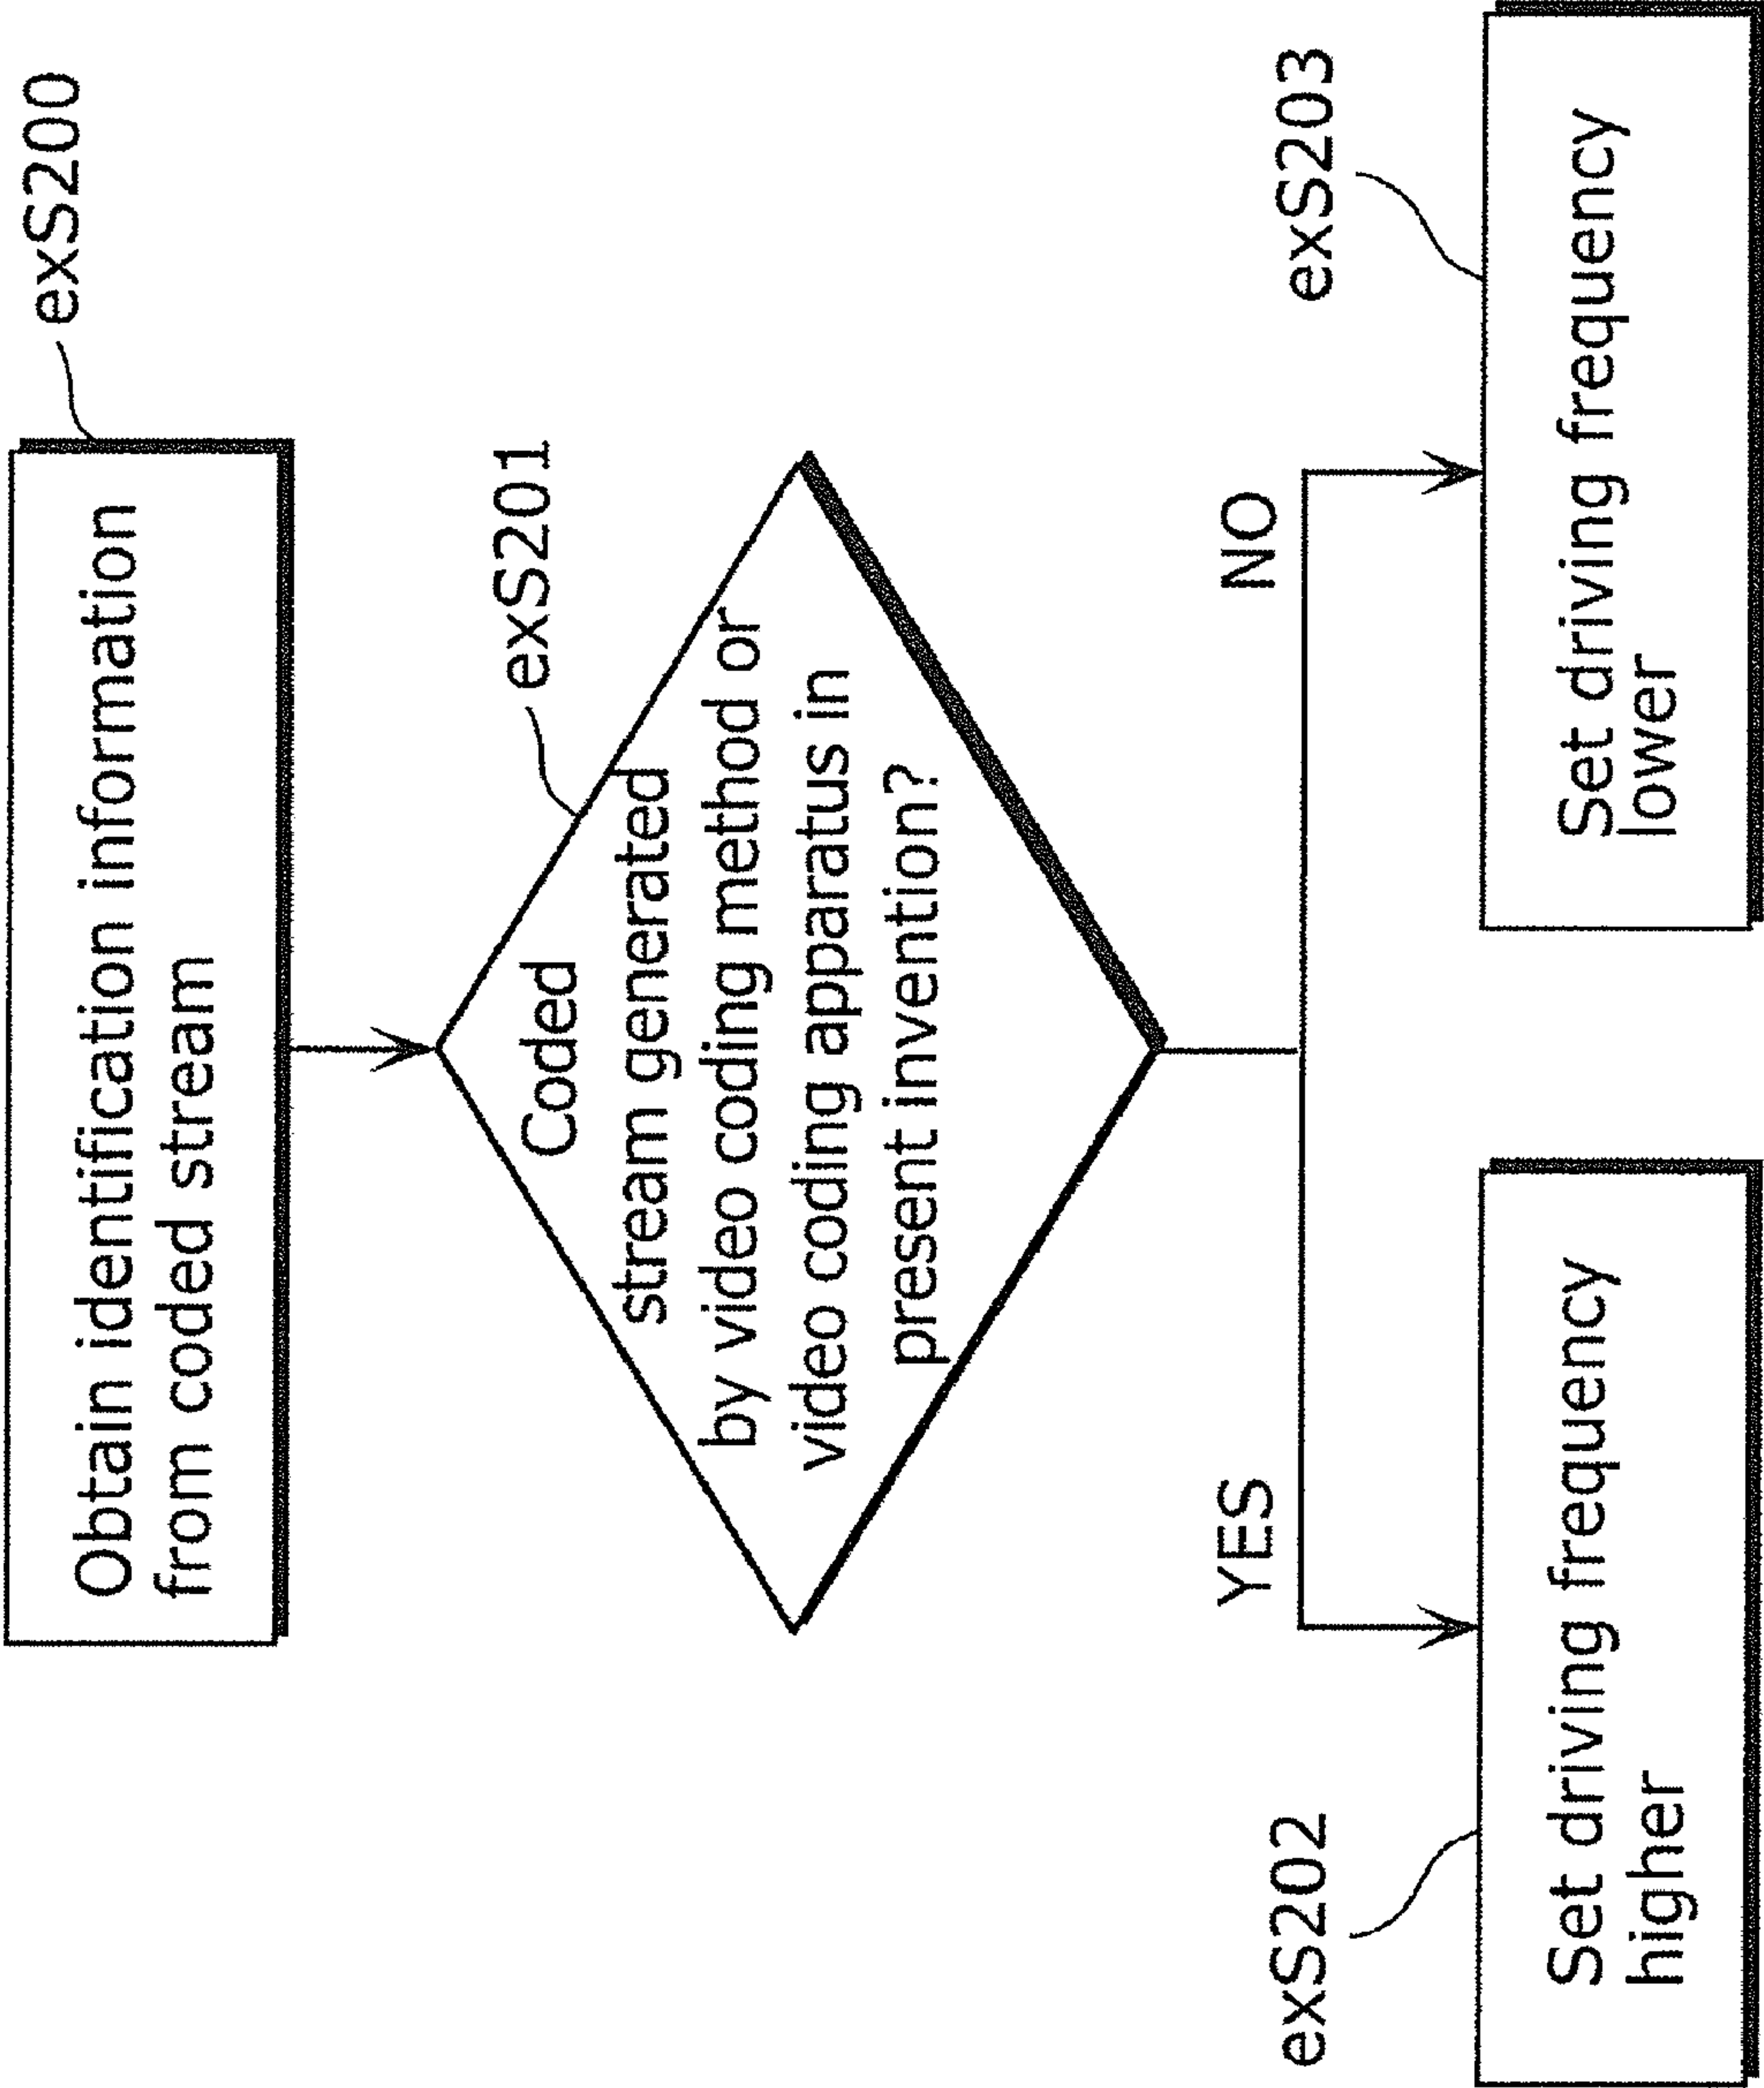 exS200
Obtain identification information
from coded stream
exS201
Coded
stream generated
by video coding method or
video coding apparatus in
present invention?
YES
NO
exS202
Set driving frequency
higher
exS203
Set driving frequency
lower